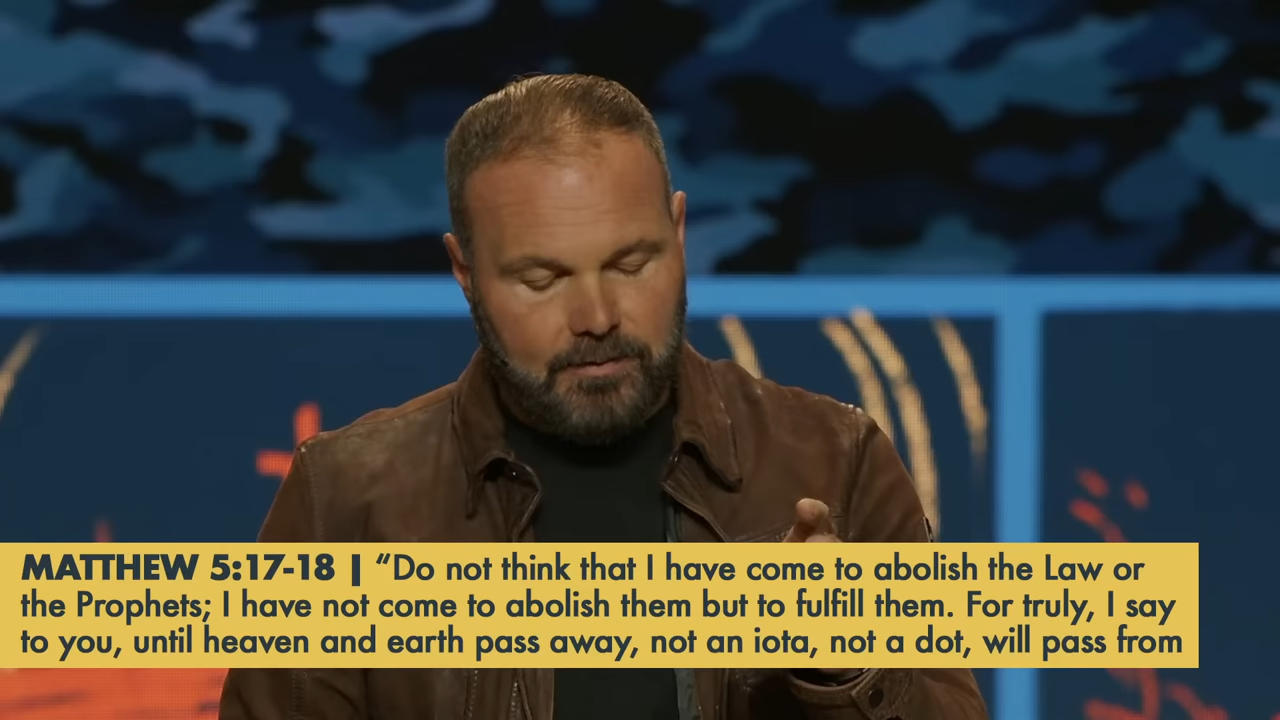 MATTHEW 5:17-18 | “Do not think that I have come to abolish the Law or
the Prophets; I have not come to abolish them but to fulfill them. For truly, I say
to you, until heaven and earth pass away, not an iota, not a dot, will pass from